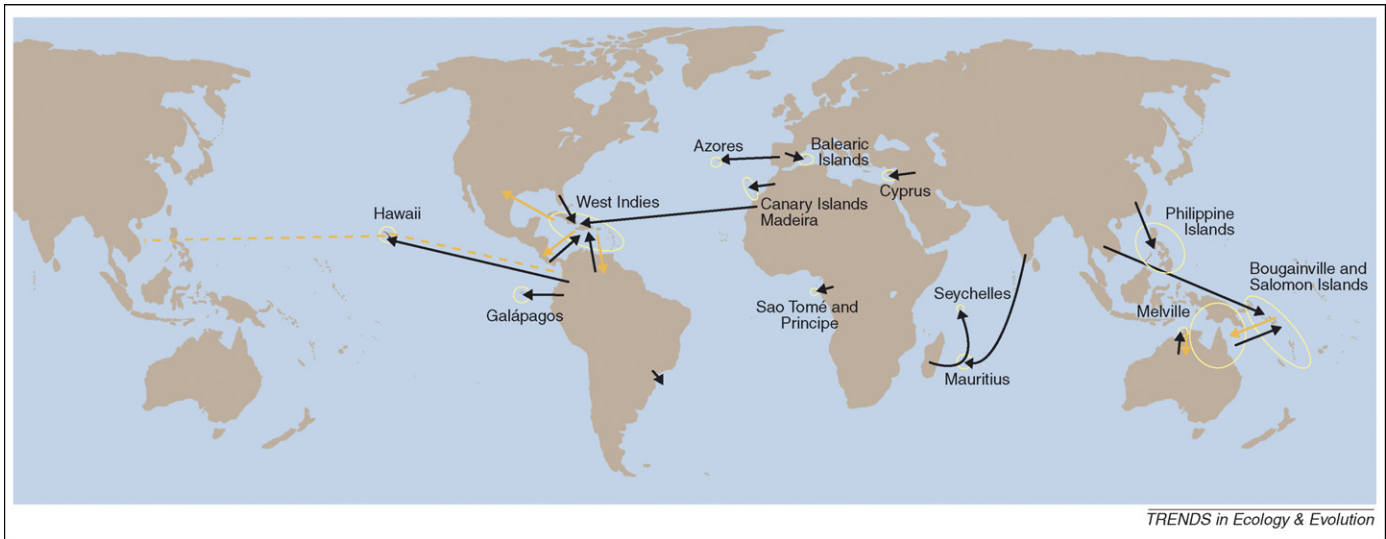 Azores
Balearic
Islands
Cyprus
Canary Islands
Madeira
West Indies
Hawaii
Galápagos
Sao Tomé and
Principe
Seychelles
Mauritius
Philippine
Islands
Bougainville and
Salomon Islands
Melville
TRENDS in Ecology & Evolution